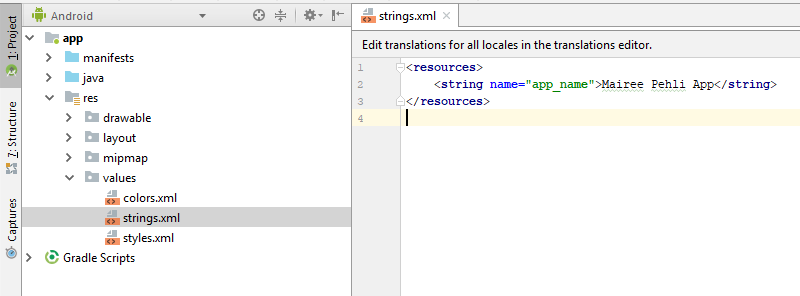 1: Project
7: Structure
Captures
Android
app
manifests
java
res
drawable
layout
mipmap
values
colors.xml
strings.xml
styles.xml
Gradle Scripts
strings.xml
Edit translations for all locales in the translations editor.
1 <resources>
2 <string name="app_name">Mairee Pehli App</string>
3 </resources>
4